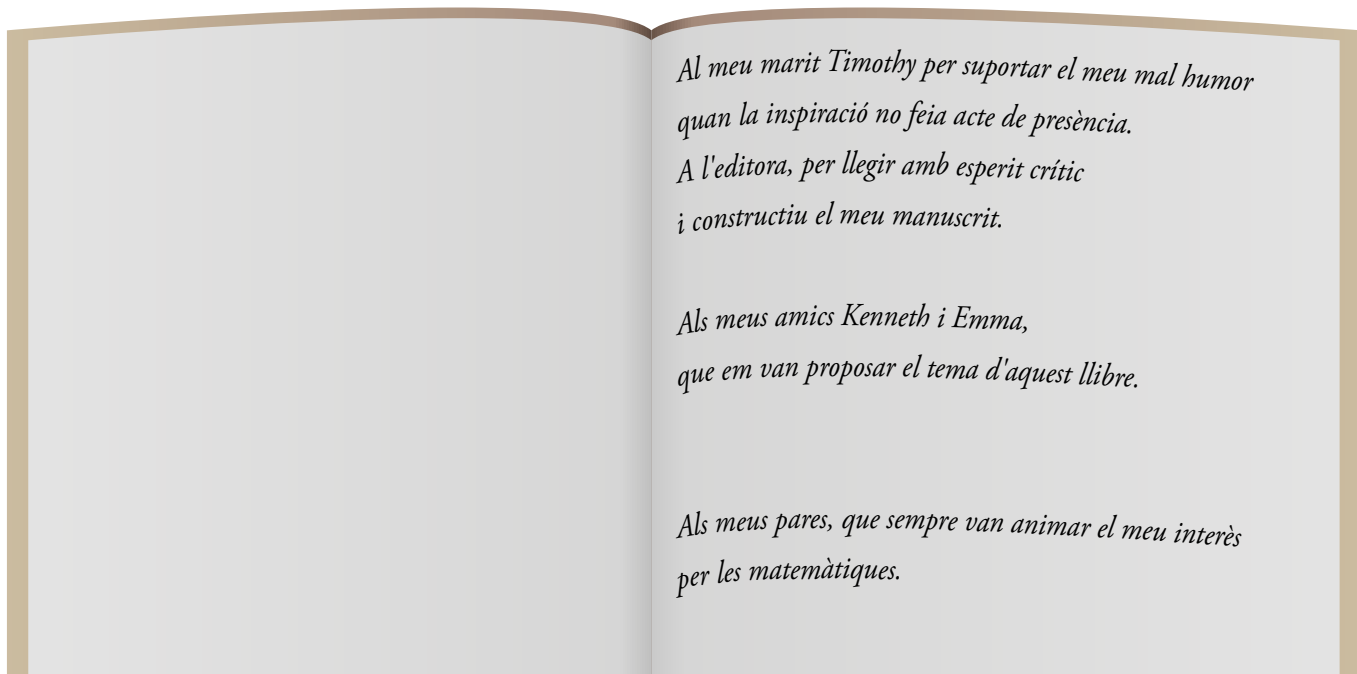 Al meu marit Timothy per suportar el meu mal humor
quan la inspiració no feia acte de presència.
A l'editora, per llegir amb esperit crític
i constructiu el meu manuscrit.
Als meus amics Kenneth i Emma,
que em van proposar el tema d'aquest llibre.
Als meus pares, que sempre van animar el meu interès
per les matemàtiques.